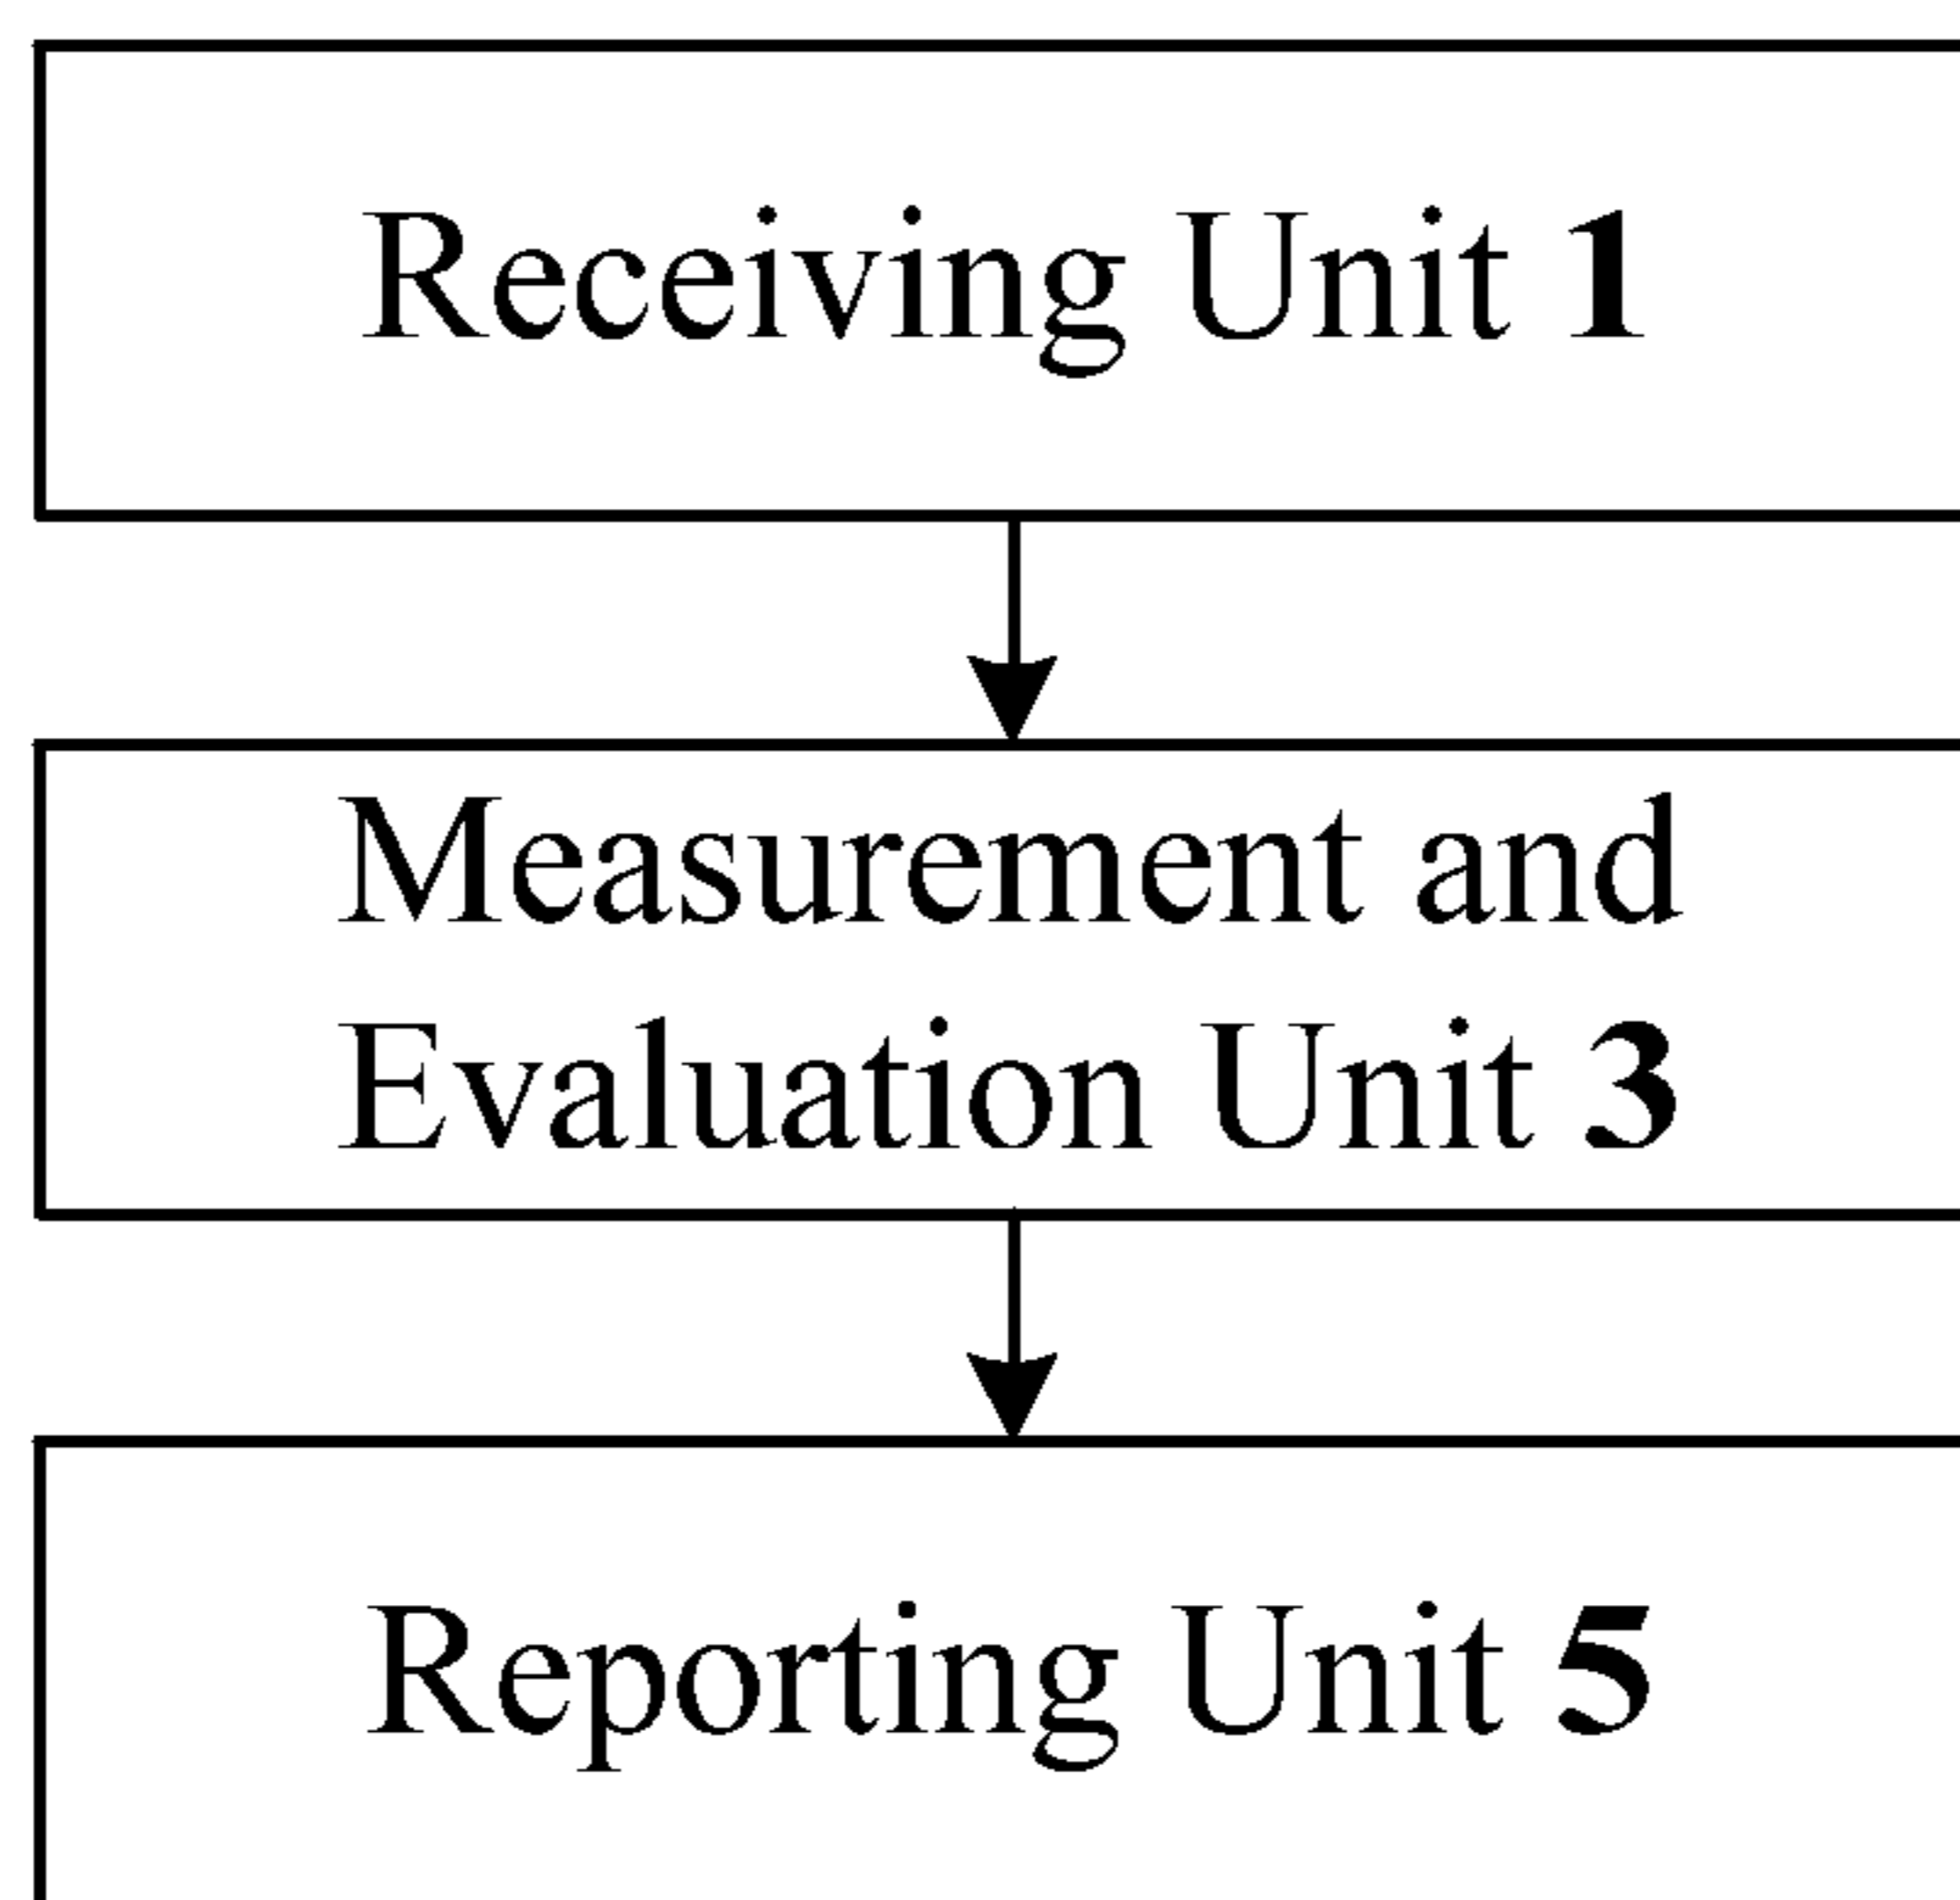 Receiving Unit 1
Measurement and
Evaluation Unit 3
Reporting Unit 5